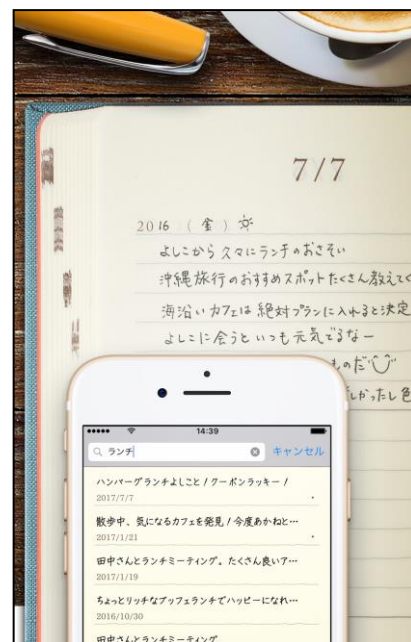 7/7
2016 (金)
よしこから久々にランチのおさそい
沖縄旅行のおすすめスポットたくさん教えて
海沿いカフェは絶対プランに入れると決定
よしこに会うといつも元気でるなー
14:39
ランチ
キャンセル
ハンバーグランチよしこと!クーポンラッキー!
2017/7/7
散歩中、気になるカフェを発見!今度あかねと…
2017/1/21
田中さんとランチミーティング。たくさん良いア…
2017/1/19
ちょっとリッチなブッフェランチでハッピーになれ…
2016/10/30
田中さんとランチミーティング